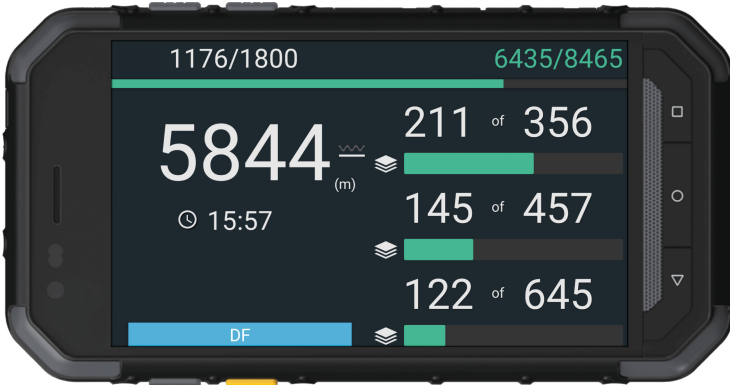 1176/1800 6435/8465
5844 (m)
15:57
211 of 356
145 of 457
122 of 645
DF